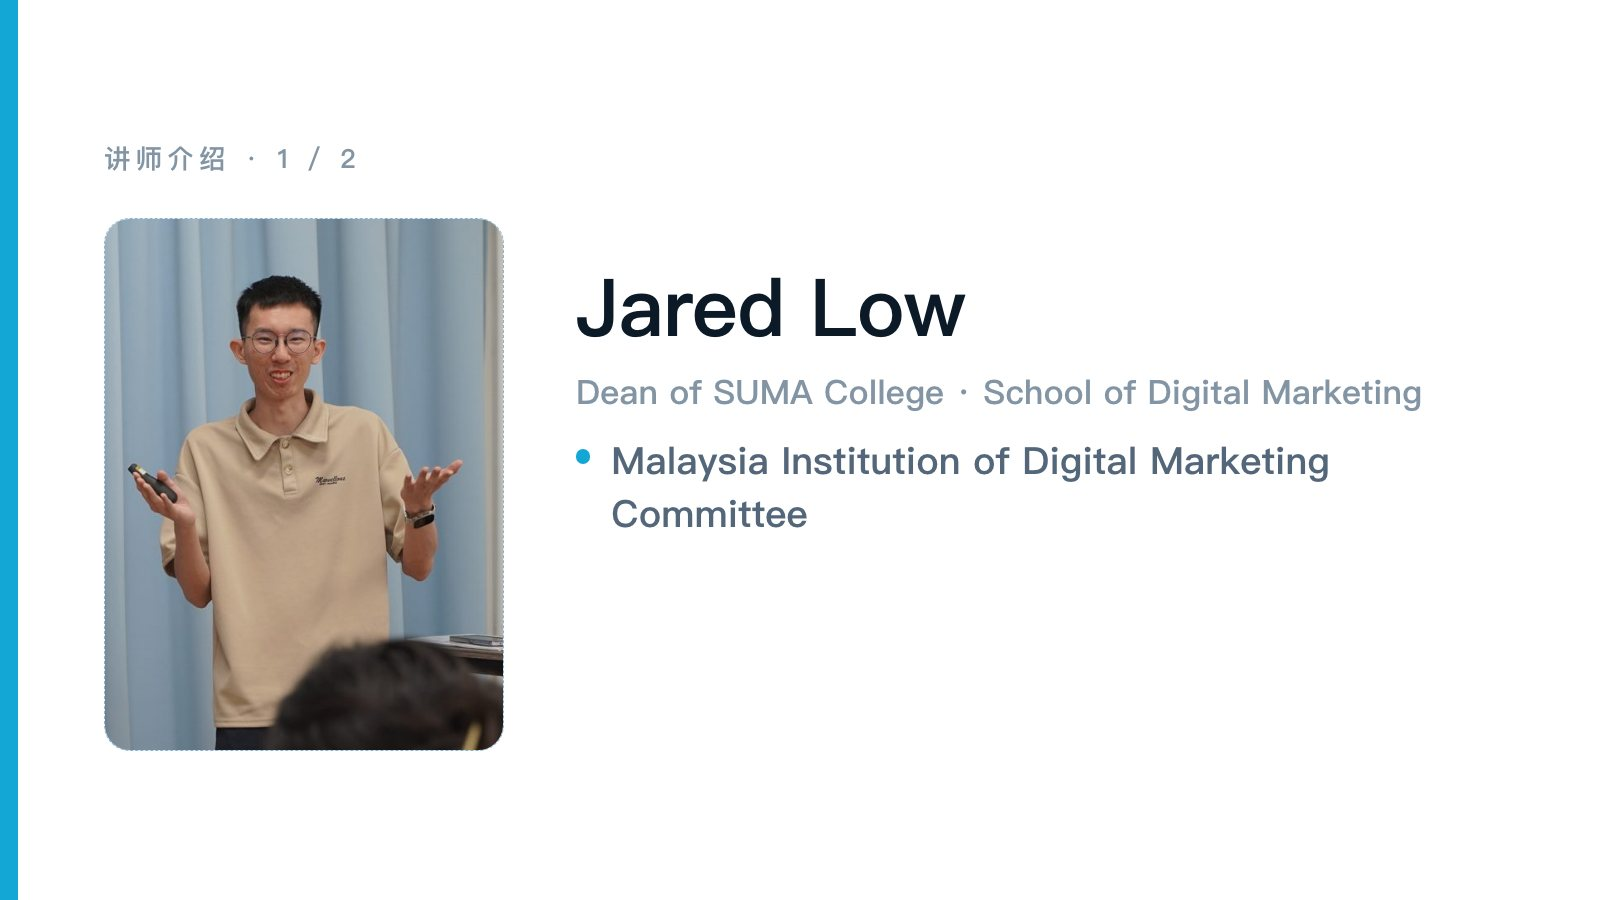 讲师介绍 · 1 / 2
Jared Low
Dean of SUMA College · School of Digital Marketing
Malaysia Institution of Digital Marketing
Committee
Marvellous